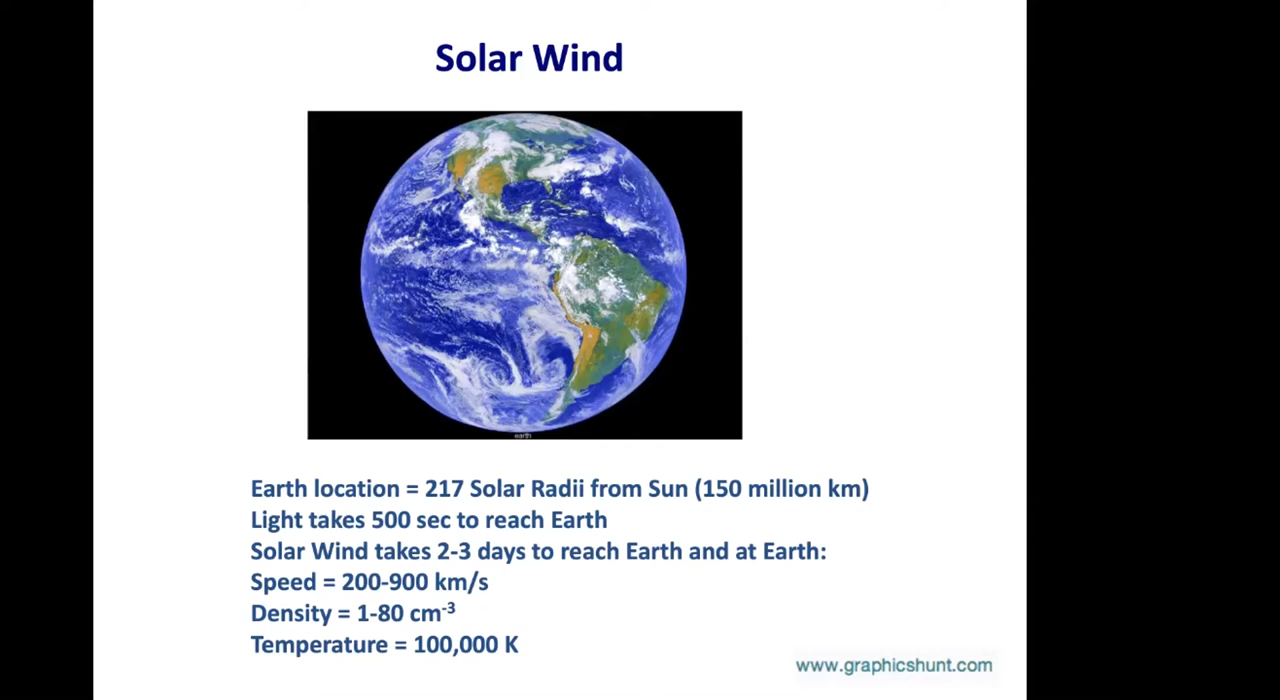 Solar Wind
earth
Earth location = 217 Solar Radii from Sun (150 million km)
Light takes 500 sec to reach Earth
Solar Wind takes 2-3 days to reach Earth and at Earth:
Speed = 200-900 km/s
Density = 1-80 cm⁻³
Temperature = 100,000 K
www.graphicshunt.com